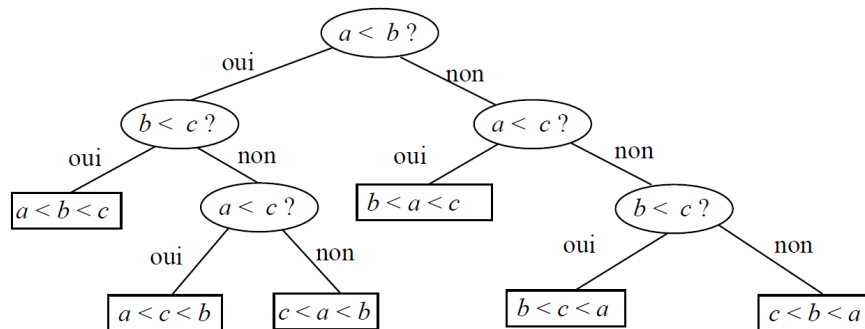 a < b ?
oui
non
b < c ?
a < c ?
oui
non
oui
non
a < b < c
a < c ?
b < a < c
b < c ?
oui
non
oui
non
a < c < b
c < a < b
b < c < a
c < b < a